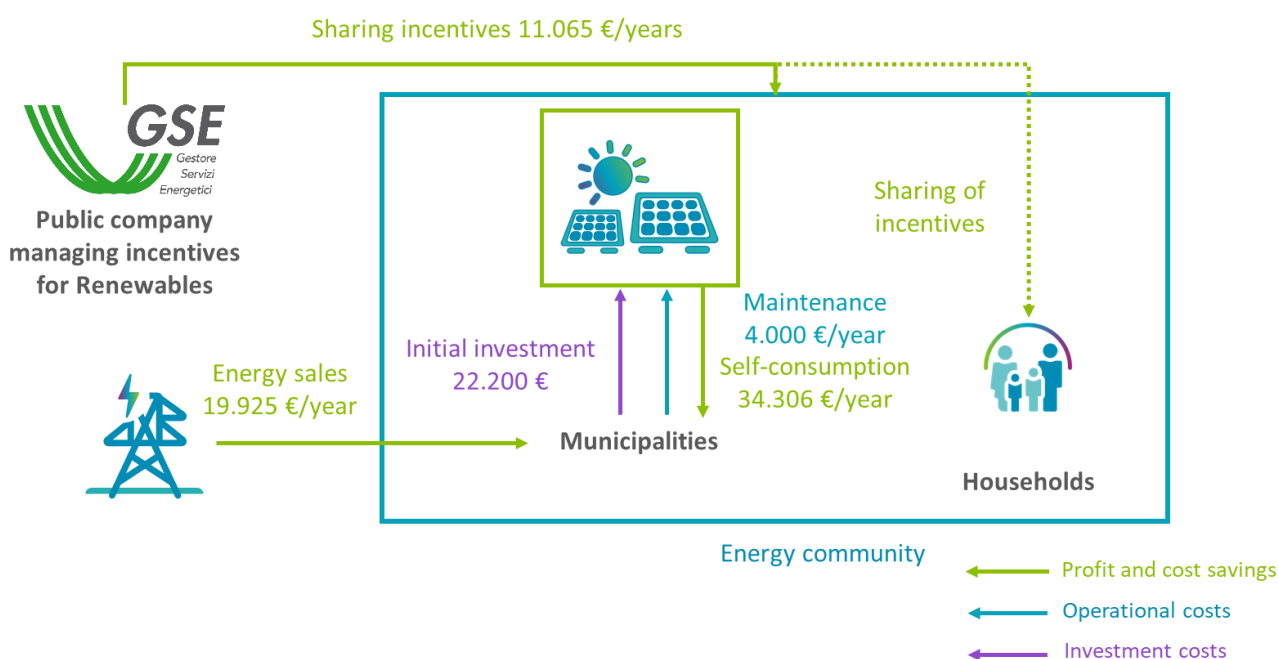 Sharing incentives 11.065 €/years
GSE
Gestore
Servizi
Energetici
Public company
managing incentives
for Renewables
Sharing of
incentives
Initial investment
22.200 €
Maintenance
4.000 €/year
Self-consumption
34.306 €/year
Energy sales
19.925 €/year
Municipalities
Households
Energy community
Profit and cost savings
Operational costs
Investment costs